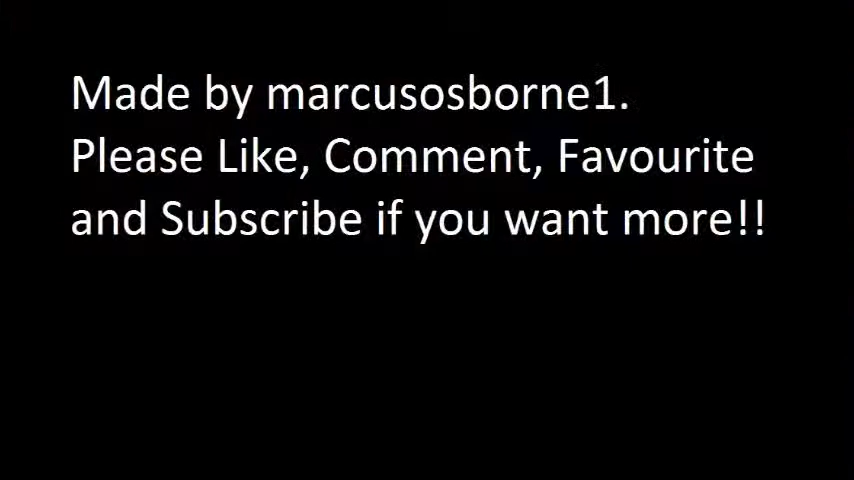 Made by marcusosborne1.
Please Like, Comment, Favourite
and Subscribe if you want more!!